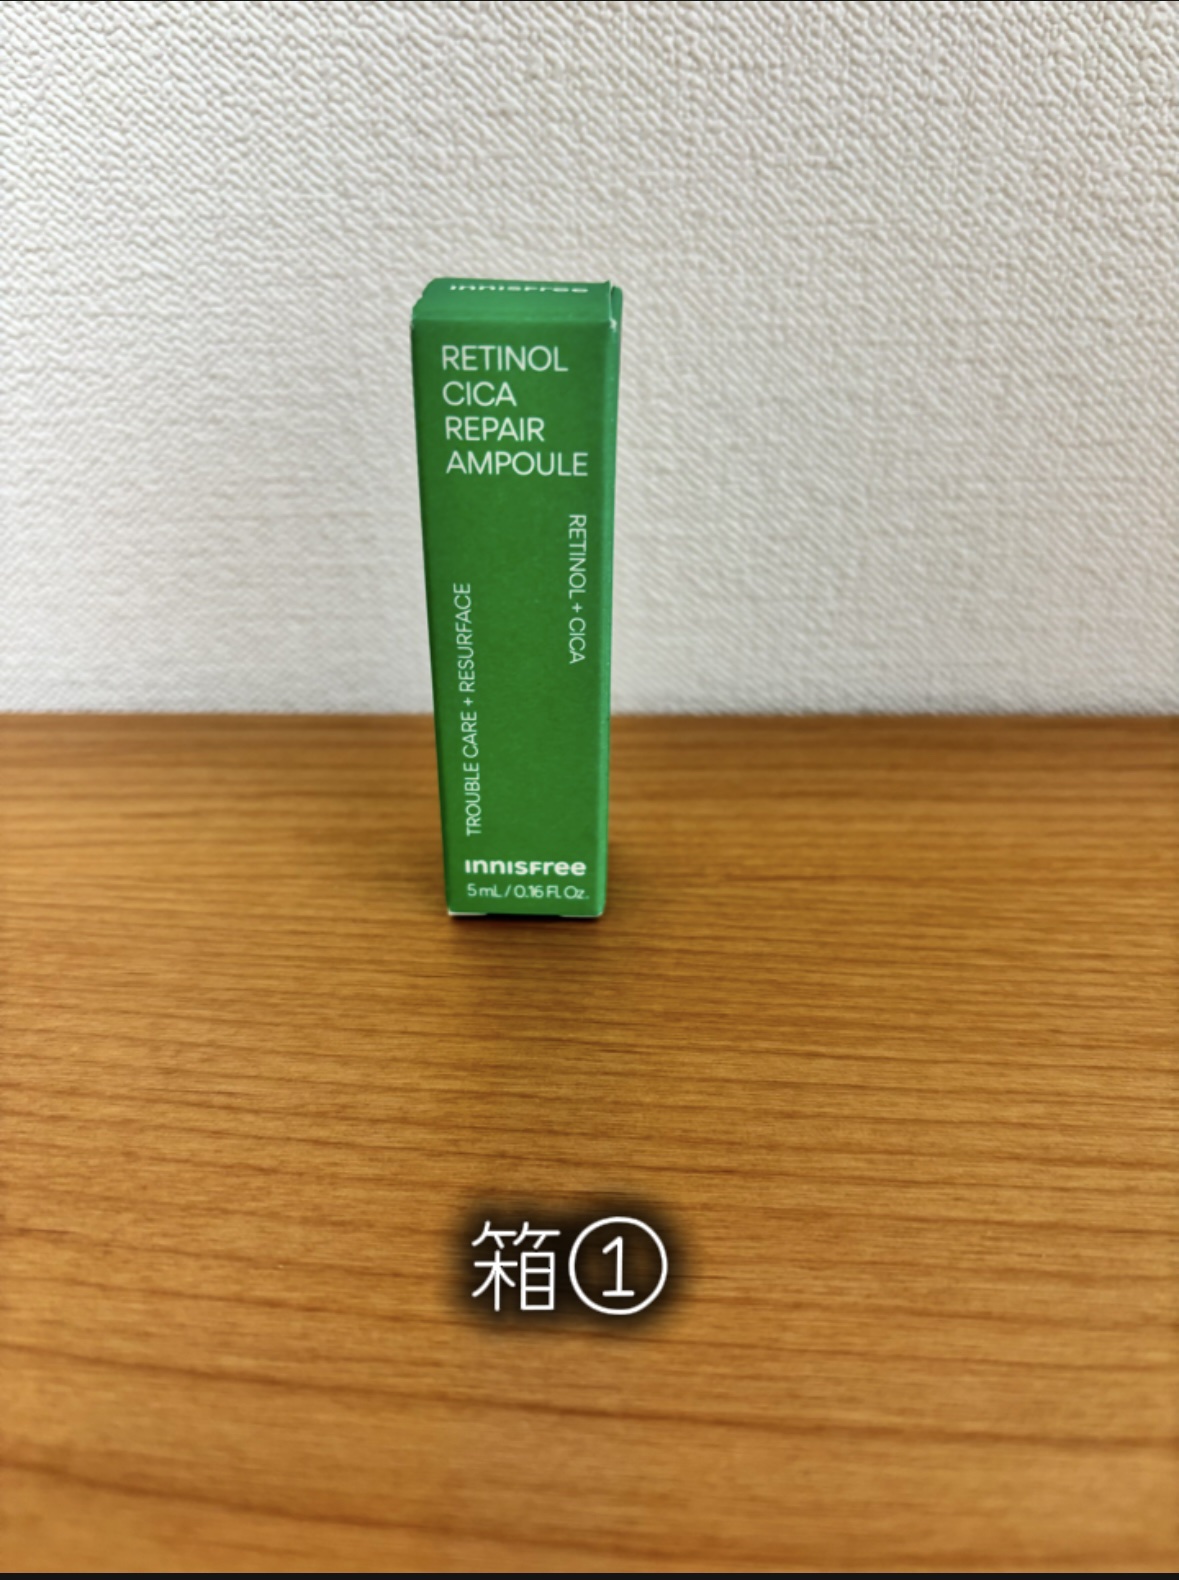 innisfree
RETINOL
CICA
REPAIR
AMPOULE
RETINOL + CICA
TROUBLE CARE + RESURFACE
innisfree
5 mL / 0.16 Fl. Oz.
箱①